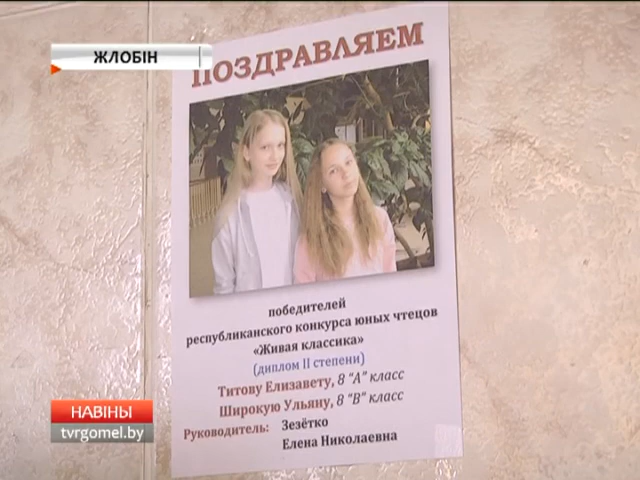 ЖЛОБІН
ПОЗДРАВЛЯЕМ
победителей
республиканского конкурса юных чтецов
«Живая классика»
(диплом II степени)
Титову Елизавету, 8 “А” класс
Широкую Ульяну, 8 “В” класс
Руководитель: Зезётко
Елена Николаевна
НАВІНЫ
tvrgomel.by